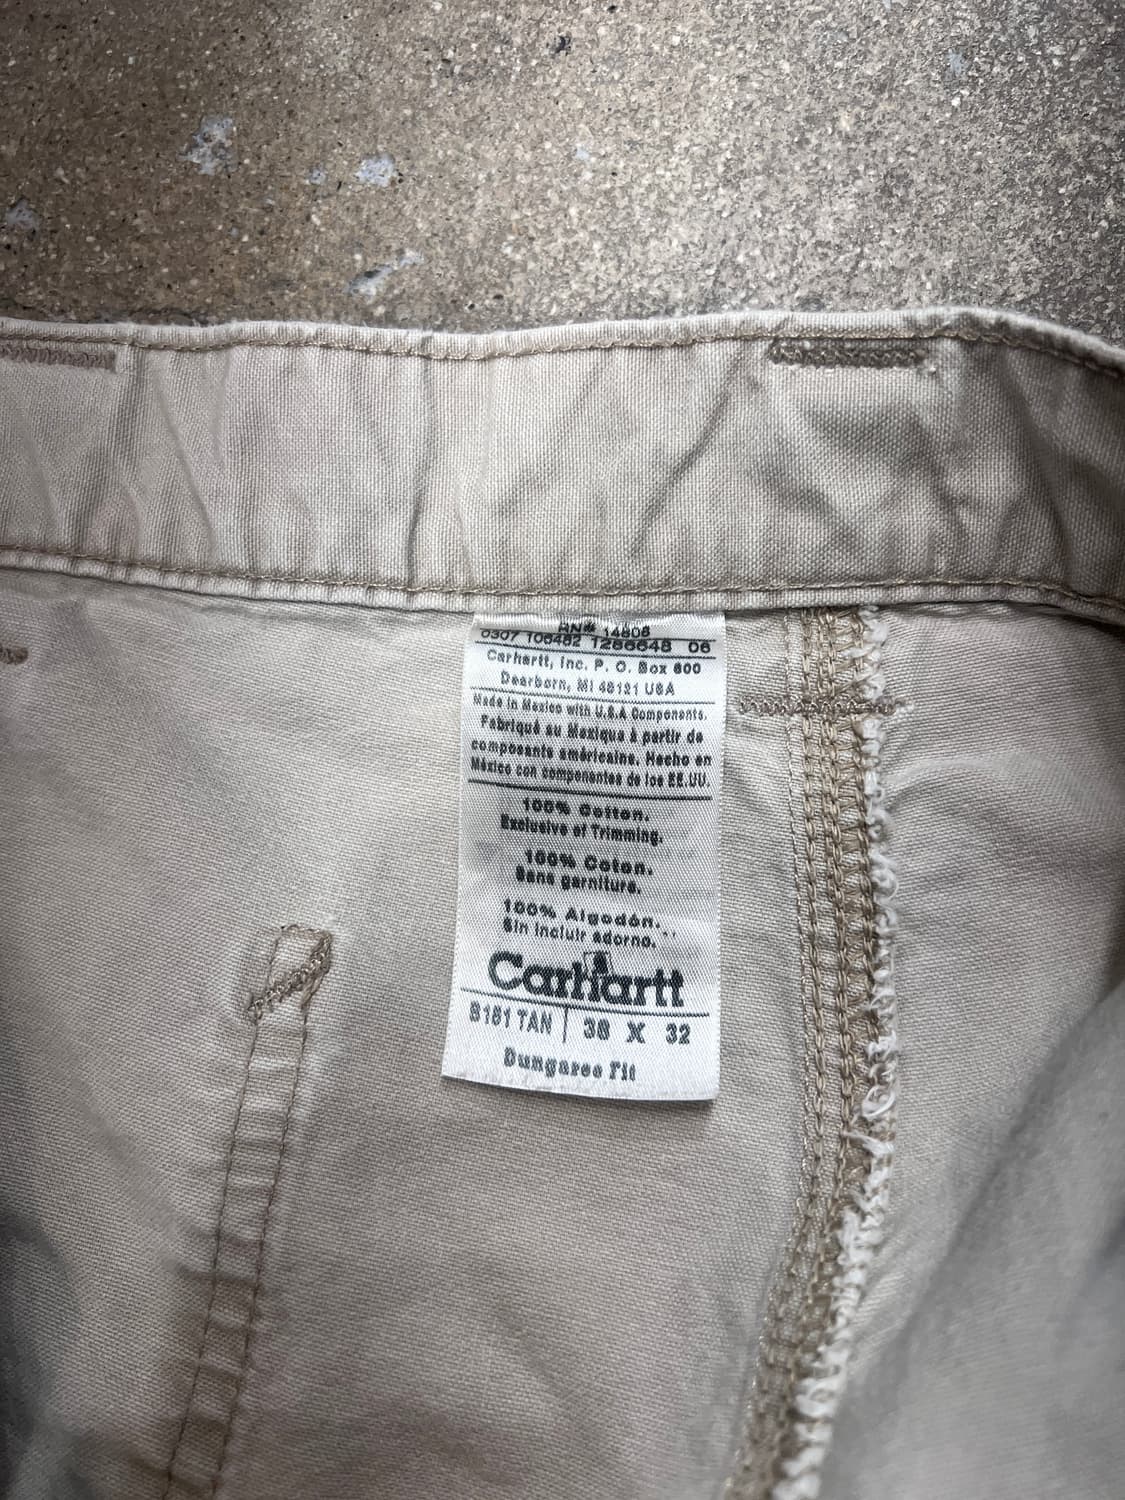 RN# 14806
0307 106482 1286648 06
Carhartt, Inc. P. O. Box 600
Dearborn, MI 48121 USA
Made in Mexico with U.S.A Components.
Fabriqué au Mexique à partir de
composants américains. Hecho en
México con componentes de los EE.UU.
100% Cotton.
Exclusive of Trimming.
100% Coton.
Sans garniture.
100% Algodón.
Sin incluir adorno.
Carhartt
B151 TAN 38 X 32
Dungaree Fit